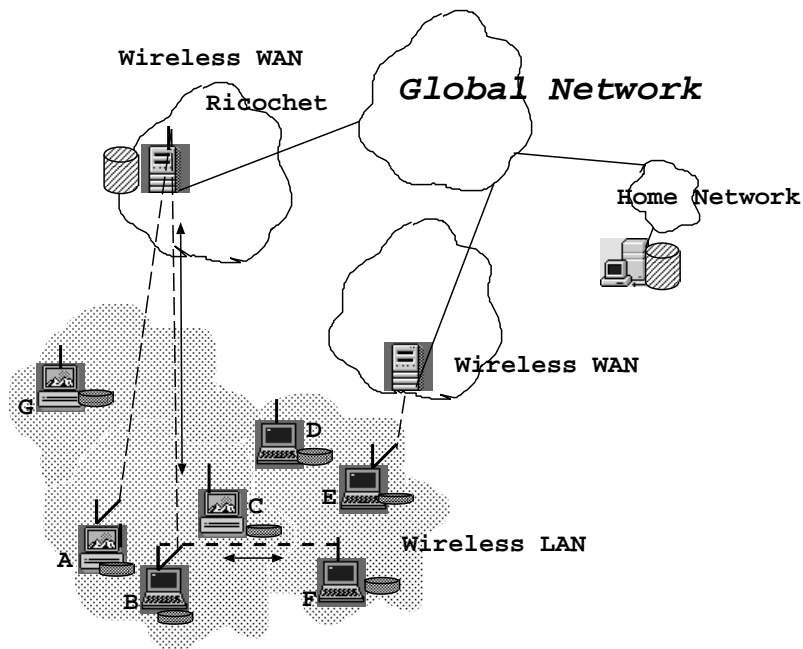 Wireless WAN
Ricochet
Global Network
Home Network
Wireless WAN
G
D
E
C
Wireless LAN
A
B
F